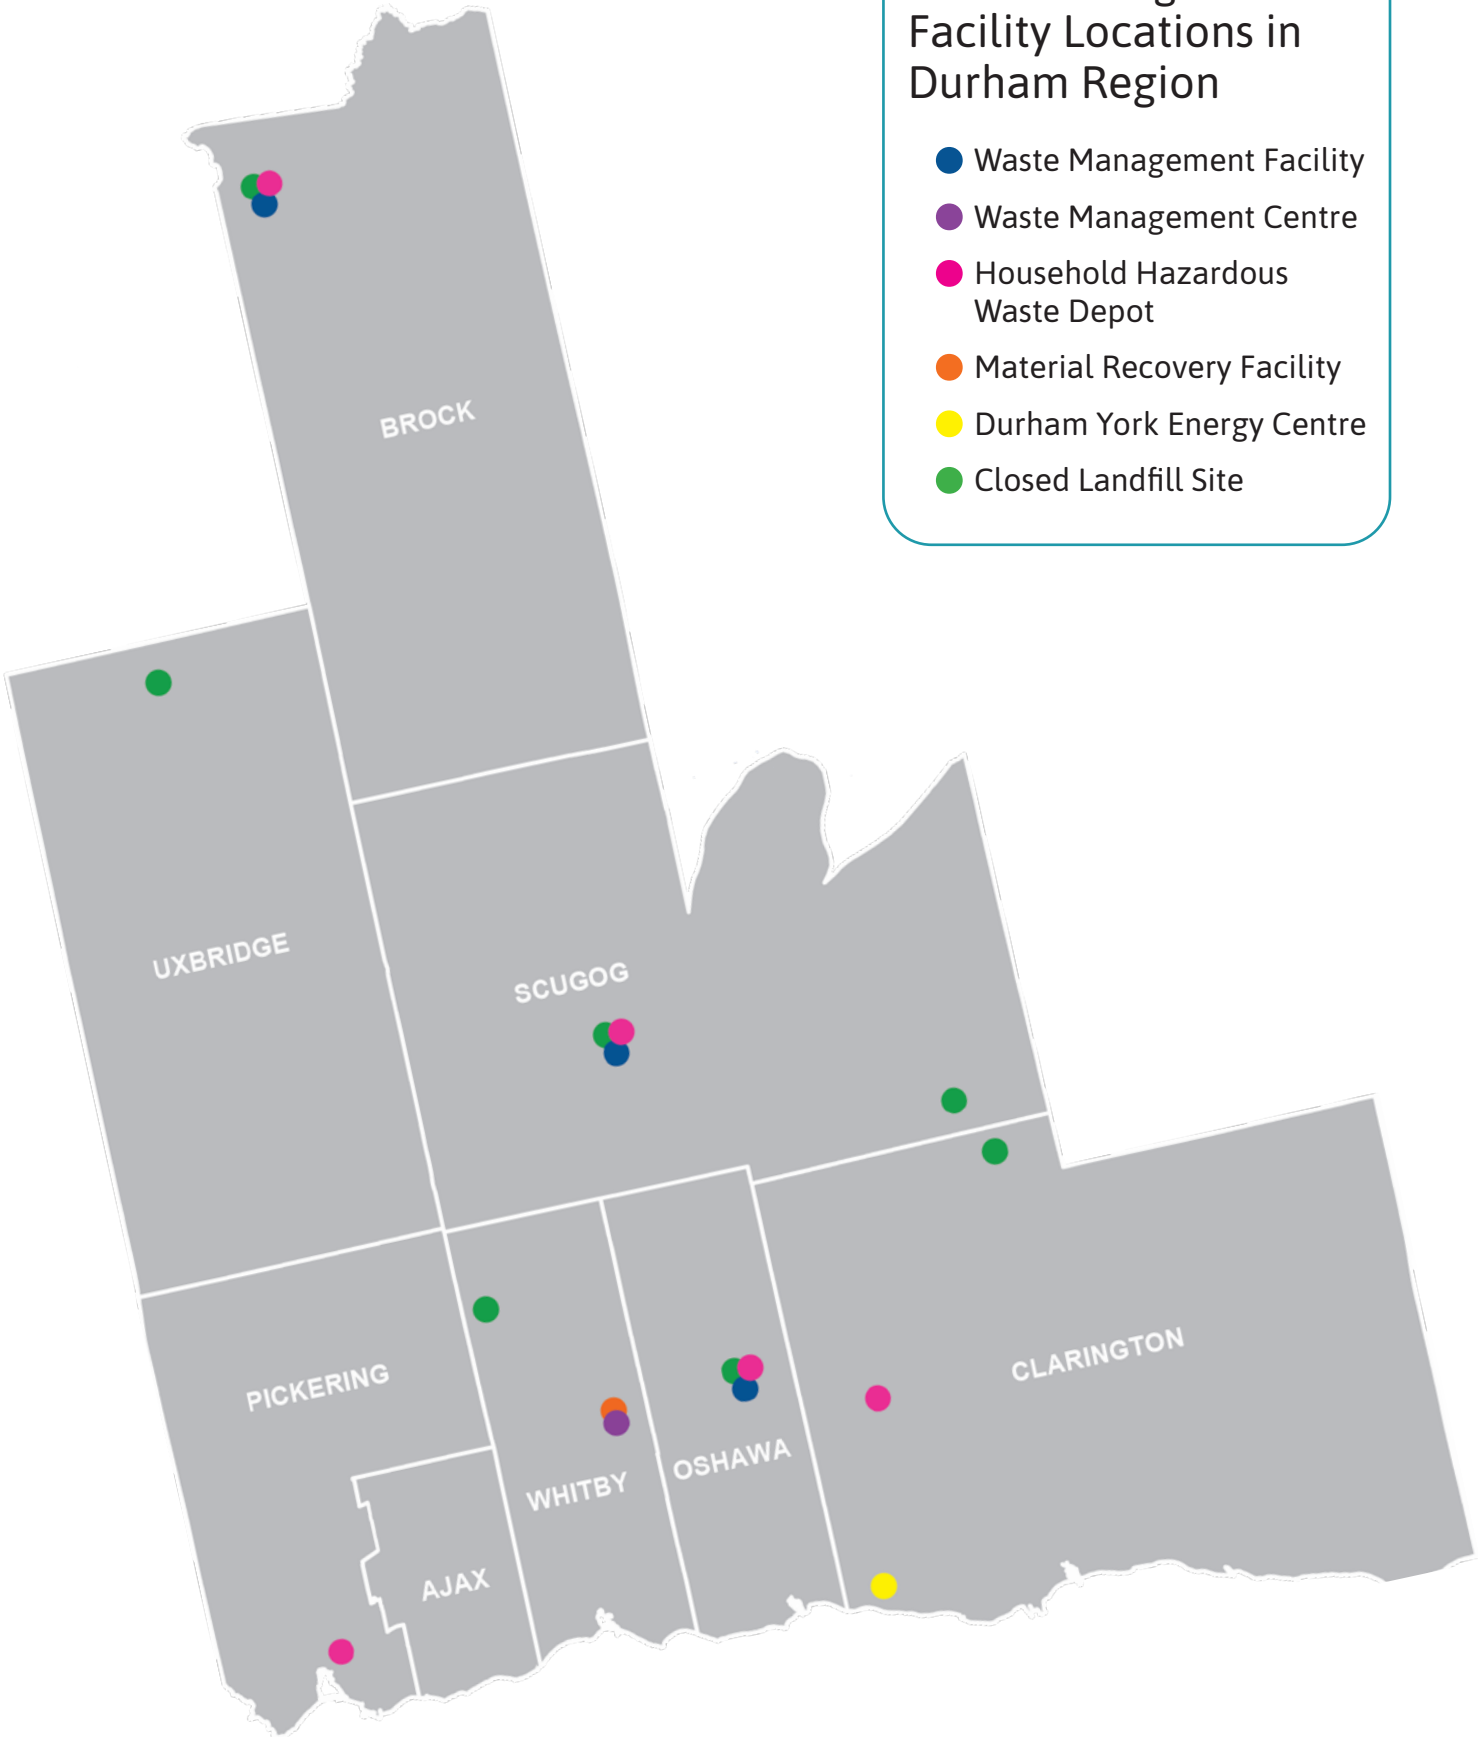 Facility Locations in
Durham Region
Waste Management Facility
Waste Management Centre
Household Hazardous
Waste Depot
Material Recovery Facility
Durham York Energy Centre
Closed Landfill Site
BROCK
UXBRIDGE
SCUGOG
PICKERING
CLARINGTON
OSHAWA
WHITBY
AJAX